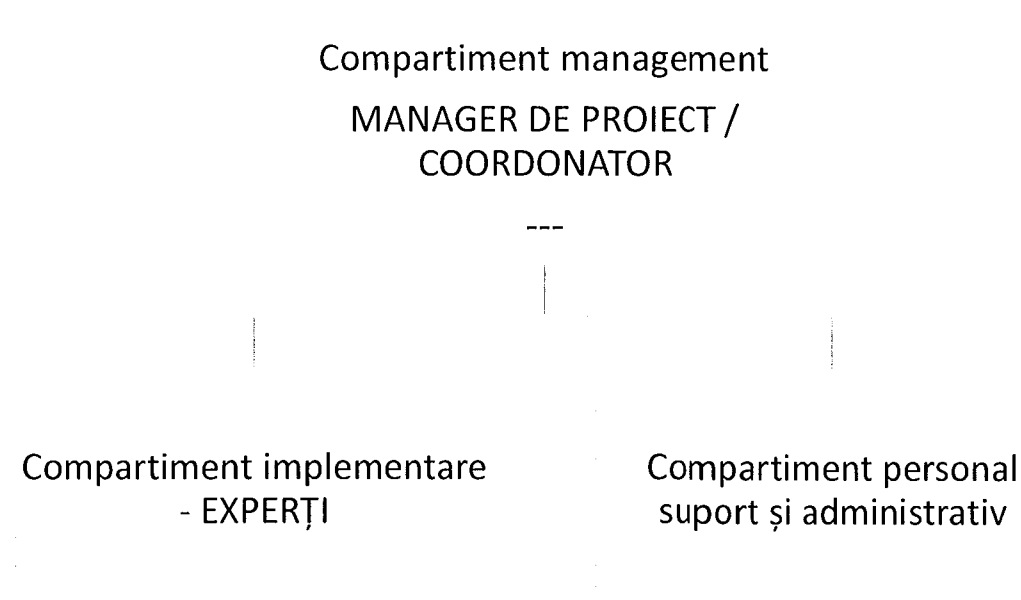 Compartiment management
MANAGER DE PROIECT /
COORDONATOR
---
Compartiment implementare
- EXPERȚI
Compartiment personal
suport și administrativ